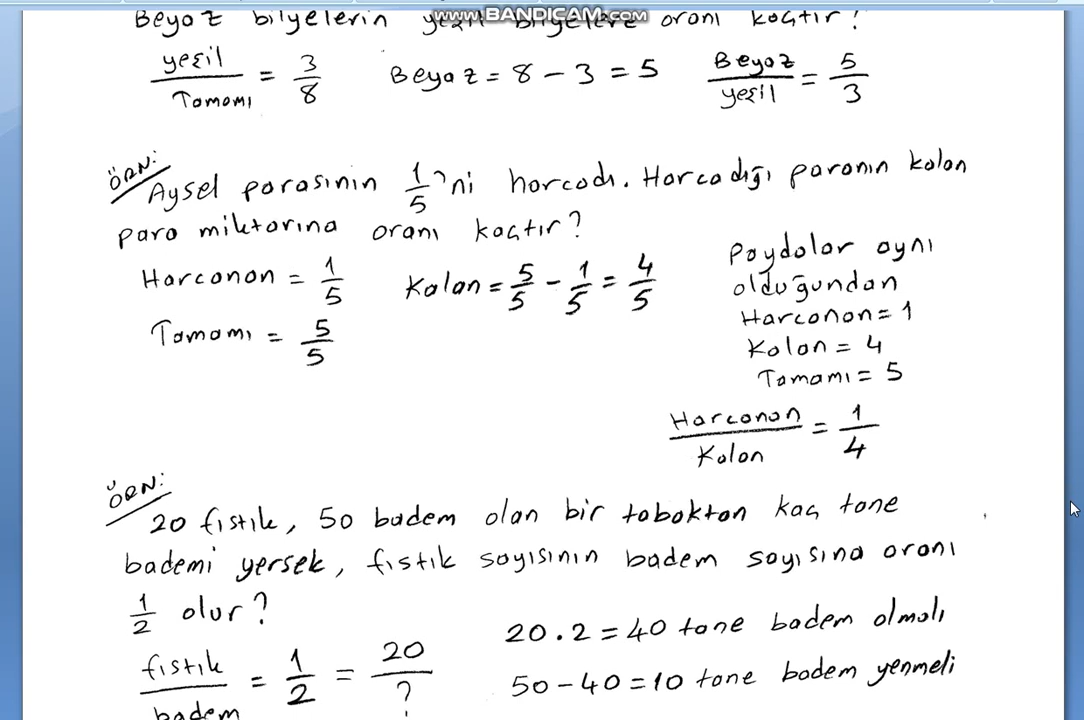 www.BANDICAM.com
Beyaz bilyelerin yeşil bilyelere oranı kaçtır?
yeşil / Tamamı = 3/8 Beyaz = 8 - 3 = 5 Beyaz / yeşil = 5/3
ÖRN:
Aysel parasının 1/5 'ni harcadı. Harcadığı paranın kalan
para miktarına oranı kaçtır?
Harcanan = 1/5 Kalan = 5/5 - 1/5 = 4/5
Tamamı = 5/5
Paydalar aynı
olduğundan
Harcanan = 1
Kalan = 4
Tamamı = 5
Harcanan / Kalan = 1/4
ÖRN:
20 fıstık, 50 badem olan bir tabaktan kaç tane
bademi yersek, fıstık sayısının badem sayısına oranı
1/2 olur?
fıstık / badem = 1/2 = 20/?
20 . 2 = 40 tane badem olmalı
50 - 40 = 10 tane badem yenmeli